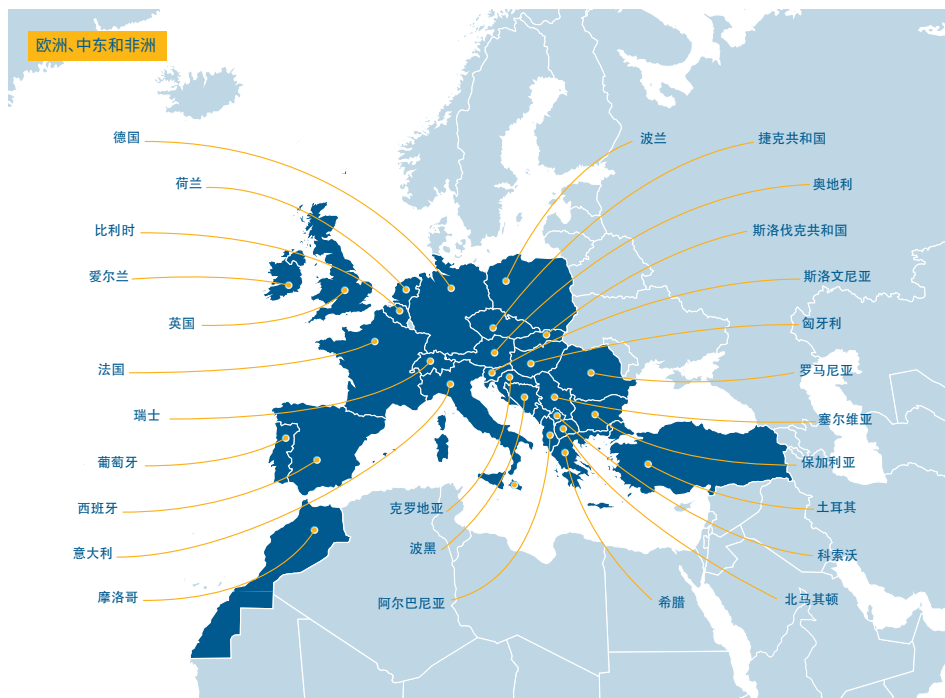 欧洲、中东和非洲
德国
荷兰
比利时
爱尔兰
英国
法国
瑞士
葡萄牙
西班牙
意大利
摩洛哥
克罗地亚
波黑
阿尔巴尼亚
波兰
捷克共和国
奥地利
斯洛伐克共和国
斯洛文尼亚
匈牙利
罗马尼亚
塞尔维亚
保加利亚
土耳其
科索沃
北马其顿
希腊